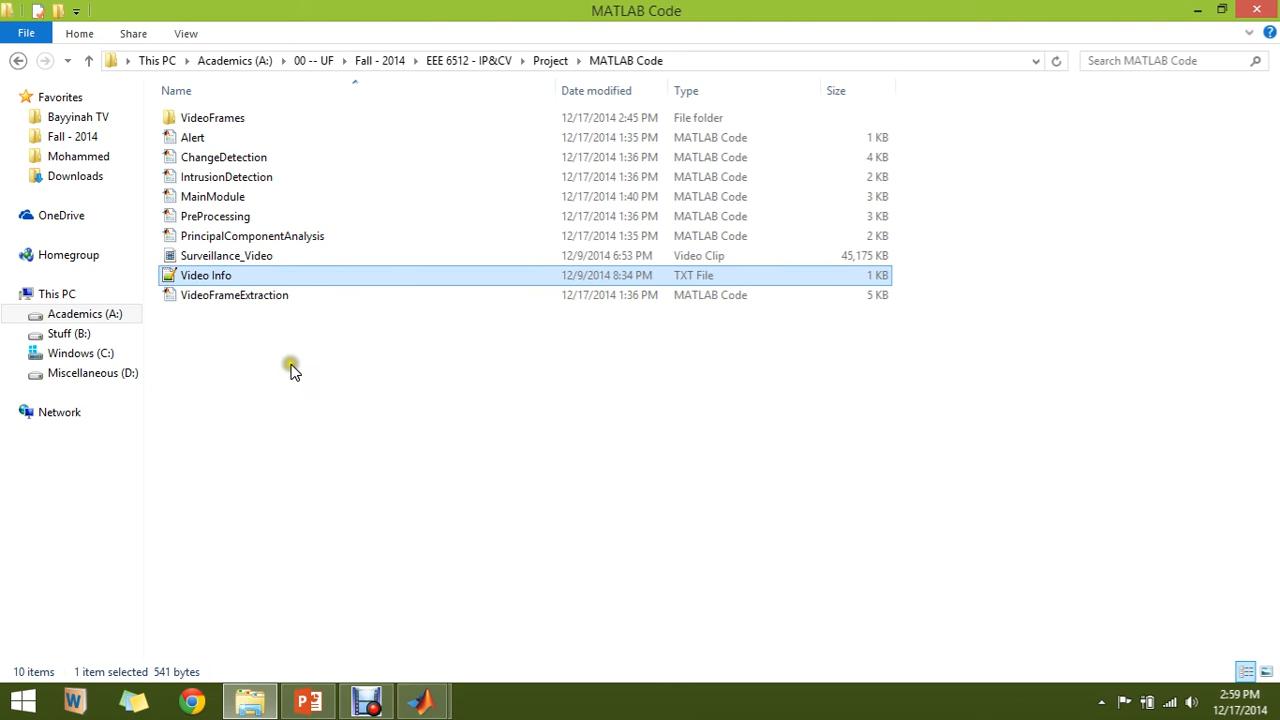 MATLAB Code
File Home Share View
This PC Academics (A:) 00 -- UF Fall - 2014 EEE 6512 - IP&CV Project MATLAB Code Search MATLAB Code
Name Date modified Type Size
Favorites
Bayyinah TV
Fall - 2014
Mohammed
Downloads
OneDrive
Homegroup
This PC
Academics (A:)
Stuff (B:)
Windows (C:)
Miscellaneous (D:)
Network
VideoFrames 12/17/2014 2:45 PM File folder
Alert 12/17/2014 1:35 PM MATLAB Code 1 KB
ChangeDetection 12/17/2014 1:36 PM MATLAB Code 4 KB
IntrusionDetection 12/17/2014 1:36 PM MATLAB Code 2 KB
MainModule 12/17/2014 1:40 PM MATLAB Code 3 KB
PreProcessing 12/17/2014 1:36 PM MATLAB Code 3 KB
PrincipalComponentAnalysis 12/17/2014 1:35 PM MATLAB Code 2 KB
Surveillance_Video 12/9/2014 6:53 PM Video Clip 45,175 KB
Video Info 12/9/2014 8:34 PM TXT File 1 KB
VideoFrameExtraction 12/17/2014 1:36 PM MATLAB Code 5 KB
10 items 1 item selected 541 bytes
2:59 PM
12/17/2014